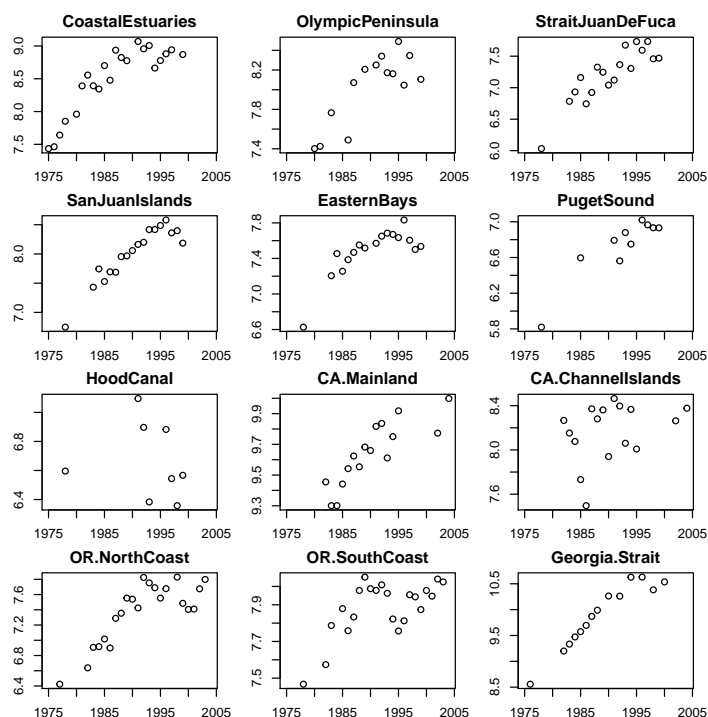 CoastalEstuaries OlympicPeninsula StraitJuanDeFuca
9.0 8.5 8.0 7.5
8.2 7.8 7.4
7.5 7.0 6.5 6.0
1975 1985 1995 2005 1975 1985 1995 2005 1975 1985 1995 2005
SanJuanIslands EasternBays PugetSound
8.0 7.0
7.8 7.4 7.0 6.6
7.0 6.6 6.2 5.8
1975 1985 1995 2005 1975 1985 1995 2005 1975 1985 1995 2005
HoodCanal CA.Mainland CA.ChannelIslands
6.8 6.4
9.9 9.7 9.5 9.3
8.4 8.0 7.6
1975 1985 1995 2005 1975 1985 1995 2005 1975 1985 1995 2005
OR.NorthCoast OR.SouthCoast Georgia.Strait
7.6 7.2 6.8 6.4
7.9 7.7 7.5
10.5 9.5 8.5
1975 1985 1995 2005 1975 1985 1995 2005 1975 1985 1995 2005